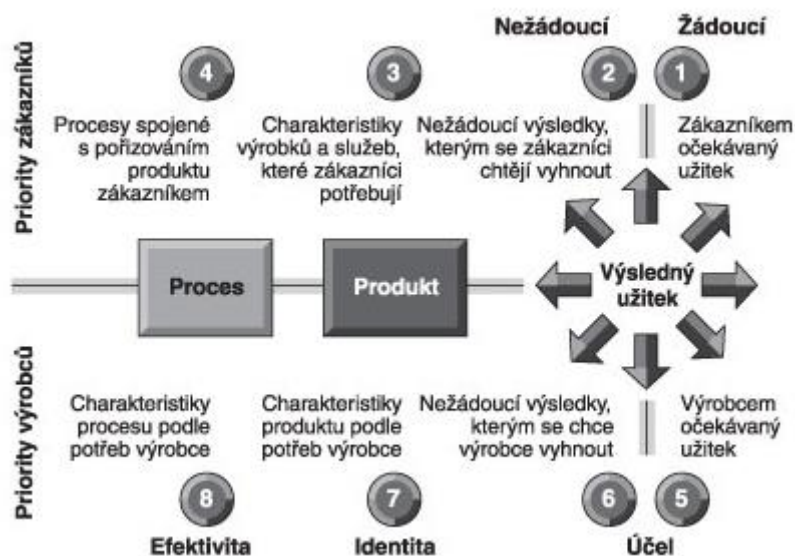 Nežádoucí
Žádoucí
Priority zákazníků
4
3
2
1
Procesy spojené
s pořizováním
produktu
zákazníkem
Charakteristiky
výrobků a služeb,
které zákazníci
potřebují
Nežádoucí výsledky,
kterým se zákazníci
chtějí vyhnout
Zákazníkem
očekávaný
užitek
Proces
Produkt
Výsledný
užitek
Priority výrobců
Charakteristiky
procesu podle
potřeb výrobce
Charakteristiky
produktu podle
potřeb výrobce
Nežádoucí výsledky,
kterým se chce
výrobce vyhnout
Výrobcem
očekávaný
užitek
8
7
6
5
Efektivita
Identita
Účel